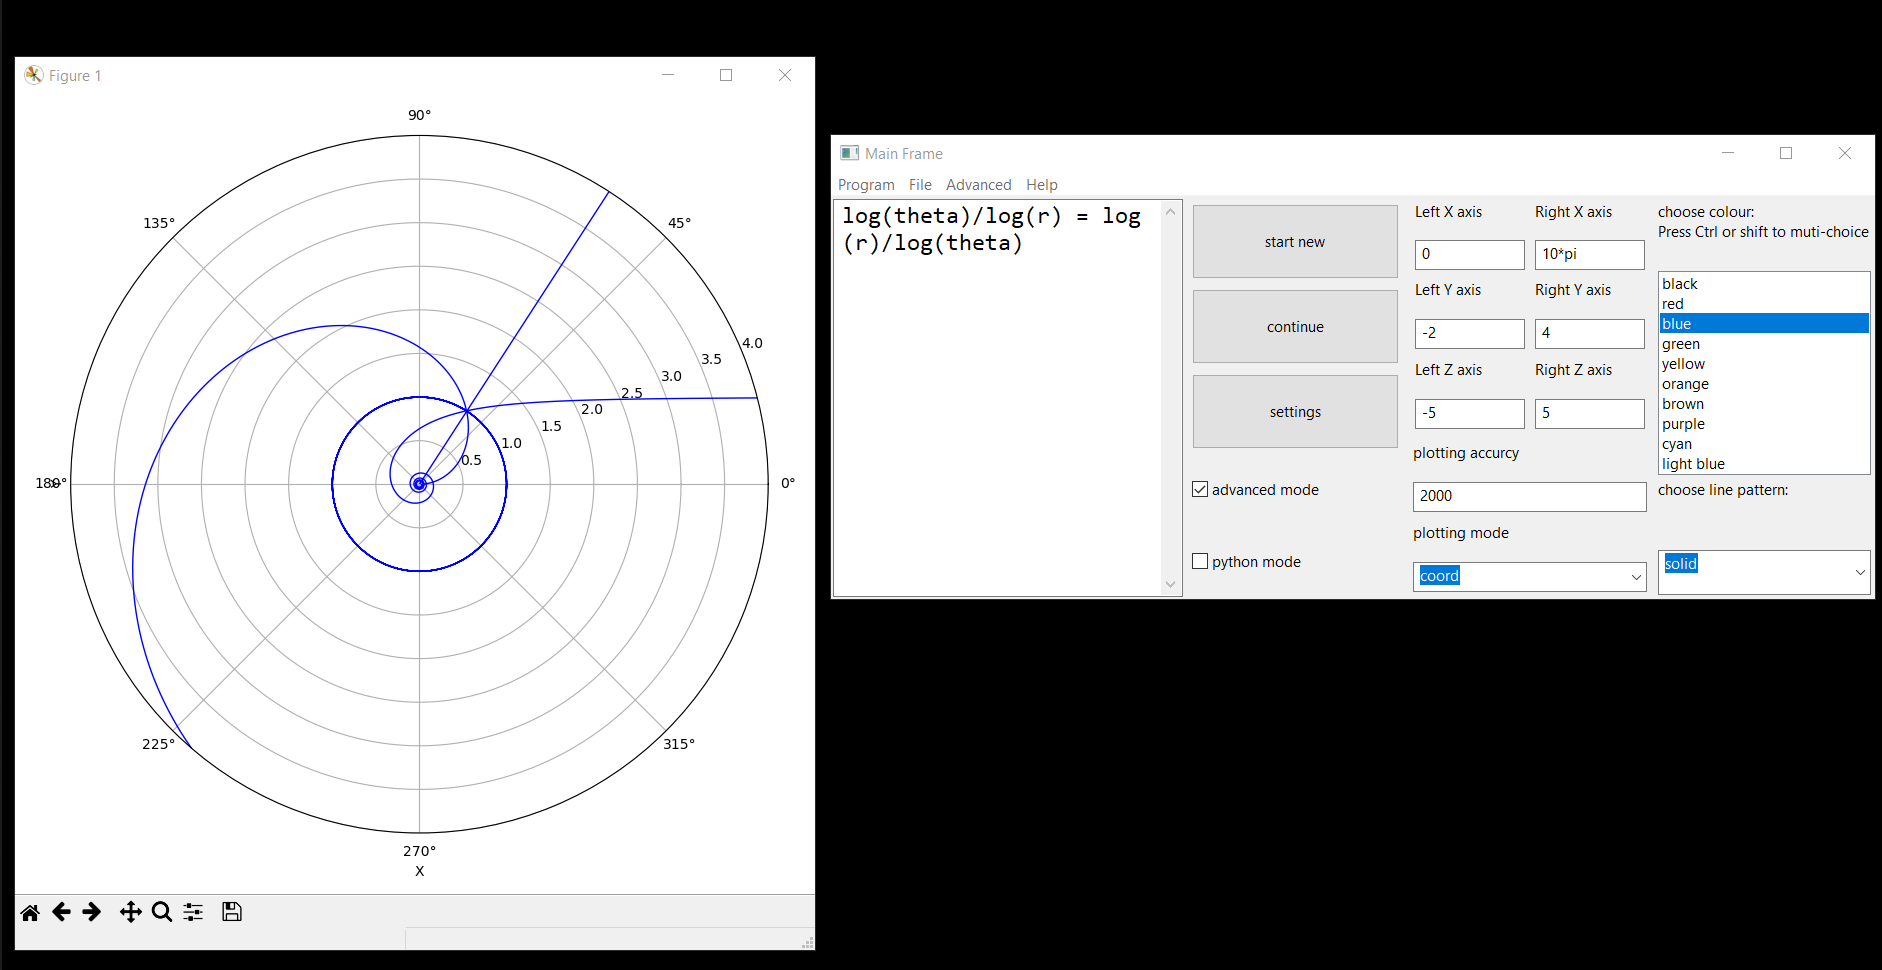 Figure 1
90°
135°
45°
4.0
3.5
3.0
2.5
2.0
1.5
1.0
0.5
180°
0°
225°
315°
270°
X
Main Frame
Program File Advanced Help
log(theta)/log(r) = log
(r)/log(theta)
start new
continue
settings
advanced mode
python mode
Left X axis Right X axis
0 10*pi
Left Y axis Right Y axis
-2 4
Left Z axis Right Z axis
-5 5
plotting accurcy
2000
plotting mode
coord
choose colour:
Press Ctrl or shift to muti-choice
black
red
blue
green
yellow
orange
brown
purple
cyan
light blue
choose line pattern:
solid